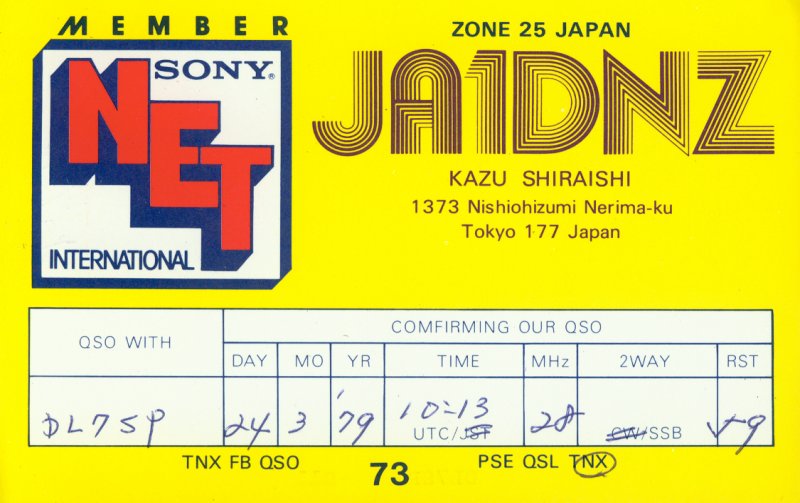 MEMBER
SONY®
NET
INTERNATIONAL
ZONE 25 JAPAN
JA1DNZ
KAZU SHIRAISHI
1373 Nishiohizumi Nerima-ku
Tokyo 177 Japan
QSO WITH
COMFIRMING OUR QSO
DAY MO YR TIME MHz 2WAY RST
DL7SP 24 3 '79 10:13 28 59
UTC/JST CW/SSB
TNX FB QSO 73 PSE QSL TNX